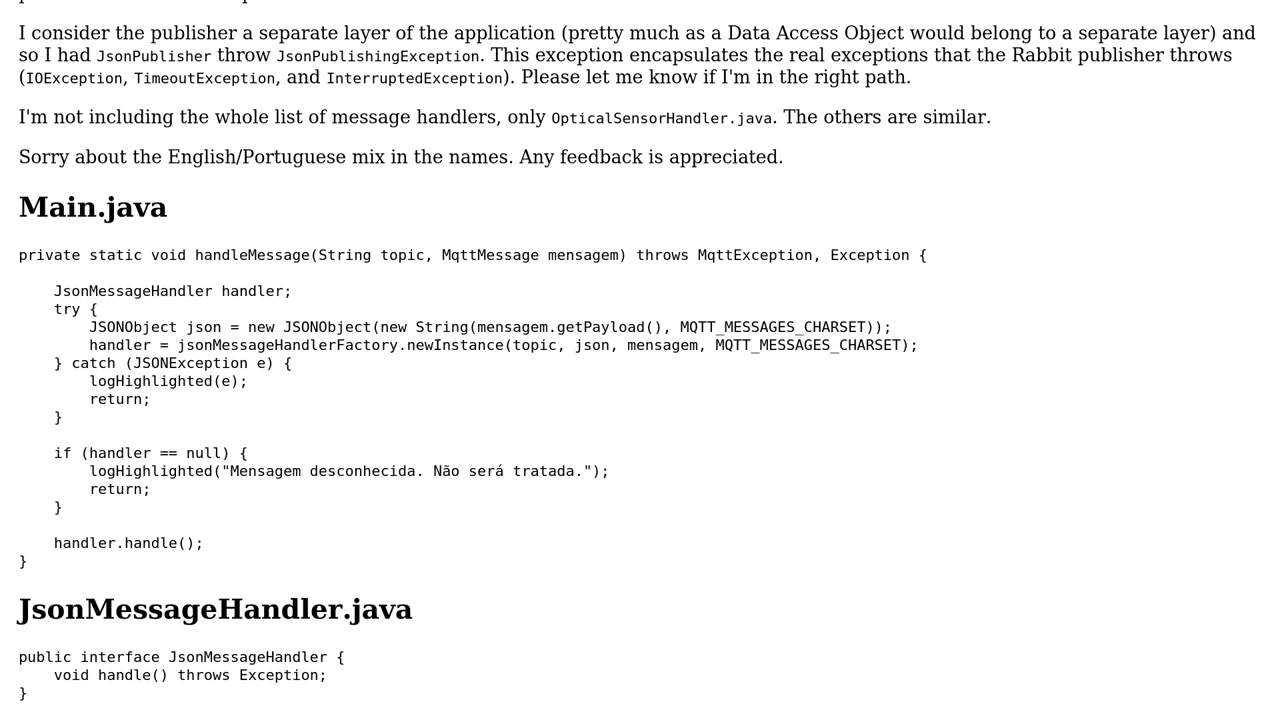 I consider the publisher a separate layer of the application (pretty much as a Data Access Object would belong to a separate layer) and
so I had JsonPublisher throw JsonPublishingException. This exception encapsulates the real exceptions that the Rabbit publisher throws
(IOException, TimeoutException, and InterruptedException). Please let me know if I'm in the right path.
I'm not including the whole list of message handlers, only OpticalSensorHandler.java. The others are similar.
Sorry about the English/Portuguese mix in the names. Any feedback is appreciated.
Main.java
private static void handleMessage(String topic, MqttMessage mensagem) throws MqttException, Exception {
    JsonMessageHandler handler;
    try {
        JSONObject json = new JSONObject(new String(mensagem.getPayload(), MQTT_MESSAGES_CHARSET));
        handler = jsonMessageHandlerFactory.newInstance(topic, json, mensagem, MQTT_MESSAGES_CHARSET);
    } catch (JSONException e) {
        logHighlighted(e);
        return;
    }
    if (handler == null) {
        logHighlighted("Mensagem desconhecida. Não será tratada.");
        return;
    }
    handler.handle();
}
JsonMessageHandler.java
public interface JsonMessageHandler {
    void handle() throws Exception;
}